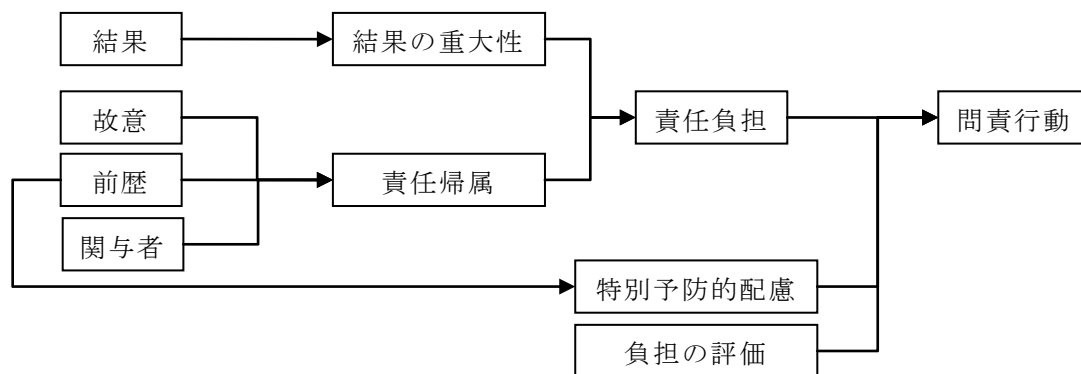 結果
結果の重大性
故意
責任負担
問責行動
前歴
責任帰属
関与者
特別予防的配慮
負担の評価